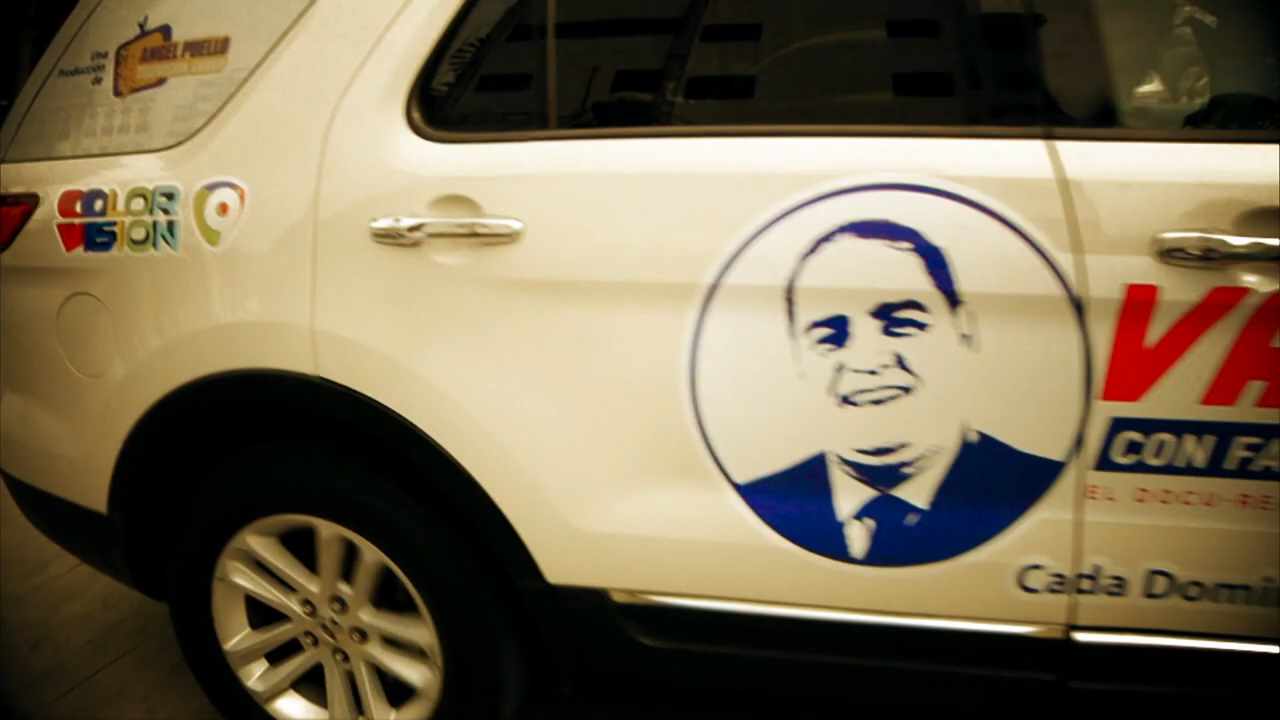 Una
Producción
de
ANGEL PUELLO
COLOR
VISION
VA
CON FA
EL DOCU-RE
Cada Domi